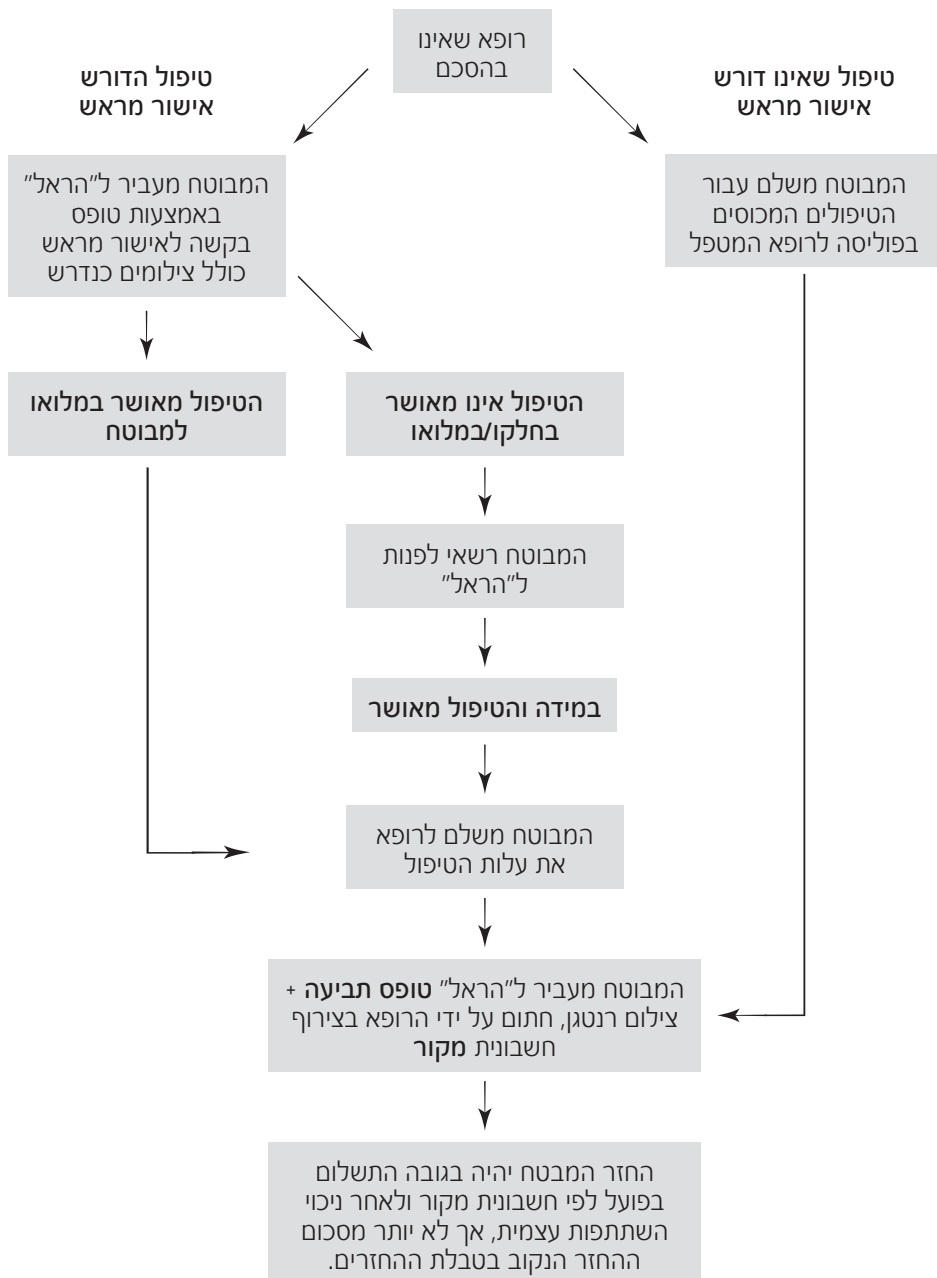 רופא שאינו
בהסכם
טיפול שאינו דורש
אישור מראש
טיפול הדורש
אישור מראש
המבוטח משלם עבור
הטיפולים המכוסים
בפוליסה לרופא המטפל
המבוטח מעביר ל"הראל"
באמצעות טופס
בקשה לאישור מראש
כולל צילומים כנדרש
הטיפול אינו מאושר
בחלקו/במלואו
הטיפול מאושר במלואו
למבוטח
המבוטח רשאי לפנות
ל"הראל"
במידה והטיפול מאושר
המבוטח משלם לרופא
את עלות הטיפול
המבוטח מעביר ל"הראל" טופס תביעה +
צילום רנטגן, חתום על ידי הרופא בצירוף
חשבונית מקור
החזר המבטח יהיה בגובה התשלום
בפועל לפי חשבונית מקור ולאחר ניכוי
השתתפות עצמית, אך לא יותר מסכום
ההחזר הנקוב בטבלת ההחזרים.